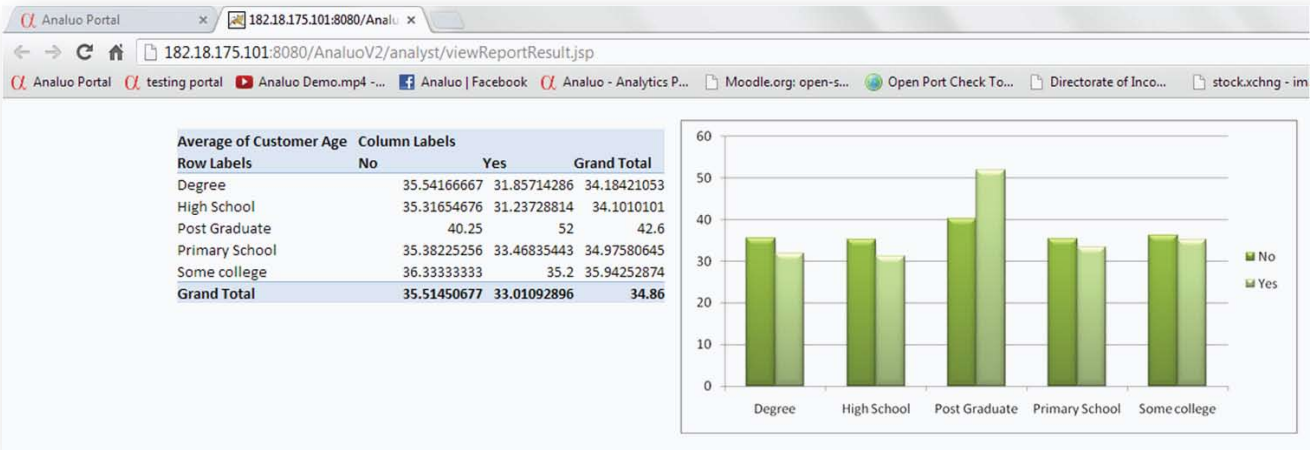 Analuo Portal × 182.18.175.101:8080/Analu ×
182.18.175.101:8080/AnaluoV2/analyst/viewReportResult.jsp
Analuo Portal testing portal Analuo Demo.mp4 -... Analuo | Facebook Analuo - Analytics P... Moodle.org: open-s... Open Port Check To... Directorate of Inco... stock.xchng - im
Average of Customer Age Column Labels
Row Labels No Yes Grand Total
Degree 35.54166667 31.85714286 34.18421053
High School 35.31654676 31.23728814 34.1010101
Post Graduate 40.25 52 42.6
Primary School 35.38225256 33.46835443 34.97580645
Some college 36.33333333 35.2 35.94252874
Grand Total 35.51450677 33.01092896 34.86
60
50
40
30
20
10
0
Degree High School Post Graduate Primary School Some college
No
Yes